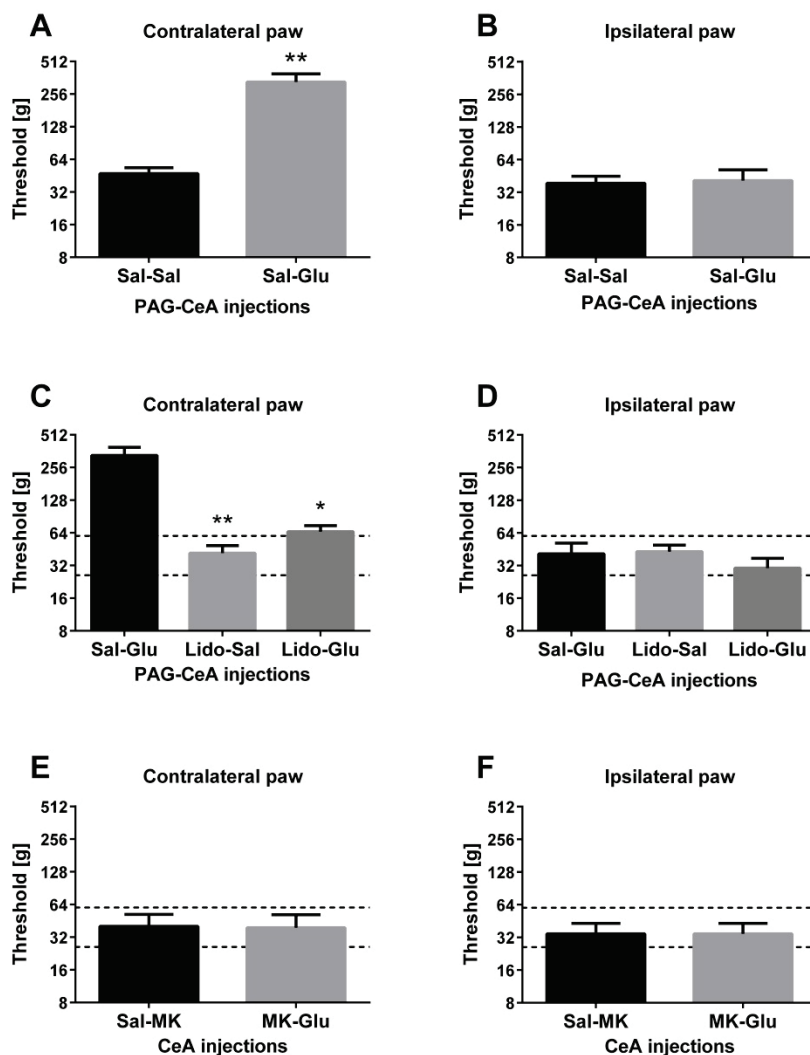 A
Contralateral paw
Threshold [g]
512
256
128
64
32
16
8
**
Sal-Sal
Sal-Glu
PAG-CeA injections
B
Ipsilateral paw
Threshold [g]
512
256
128
64
32
16
8
Sal-Sal
Sal-Glu
PAG-CeA injections
C
Contralateral paw
Threshold [g]
512
256
128
64
32
16
8
**
*
Sal-Glu
Lido-Sal
Lido-Glu
PAG-CeA injections
D
Ipsilateral paw
Threshold [g]
512
256
128
64
32
16
8
Sal-Glu
Lido-Sal
Lido-Glu
PAG-CeA injections
E
Contralateral paw
Threshold [g]
512
256
128
64
32
16
8
Sal-MK
MK-Glu
CeA injections
F
Ipsilateral paw
Threshold [g]
512
256
128
64
32
16
8
Sal-MK
MK-Glu
CeA injections